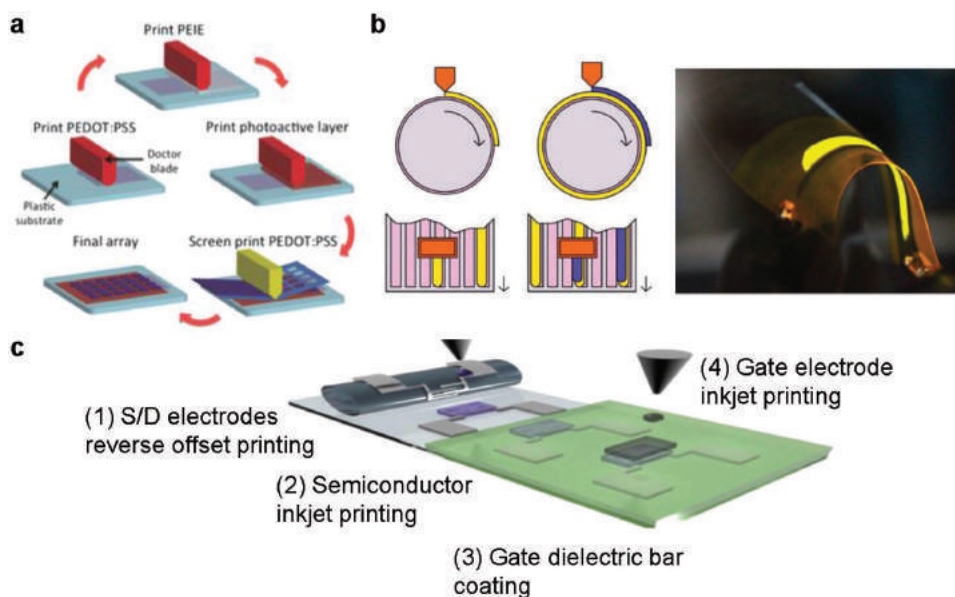 a
Print PEIE
Print PEDOT:PSS
Print photoactive layer
Doctor
blade
Plastic
substrate
Final array
Screen print PEDOT:PSS
b
c
(1) S/D electrodes
reverse offset printing
(2) Semiconductor
inkjet printing
(3) Gate dielectric bar
coating
(4) Gate electrode
inkjet printing